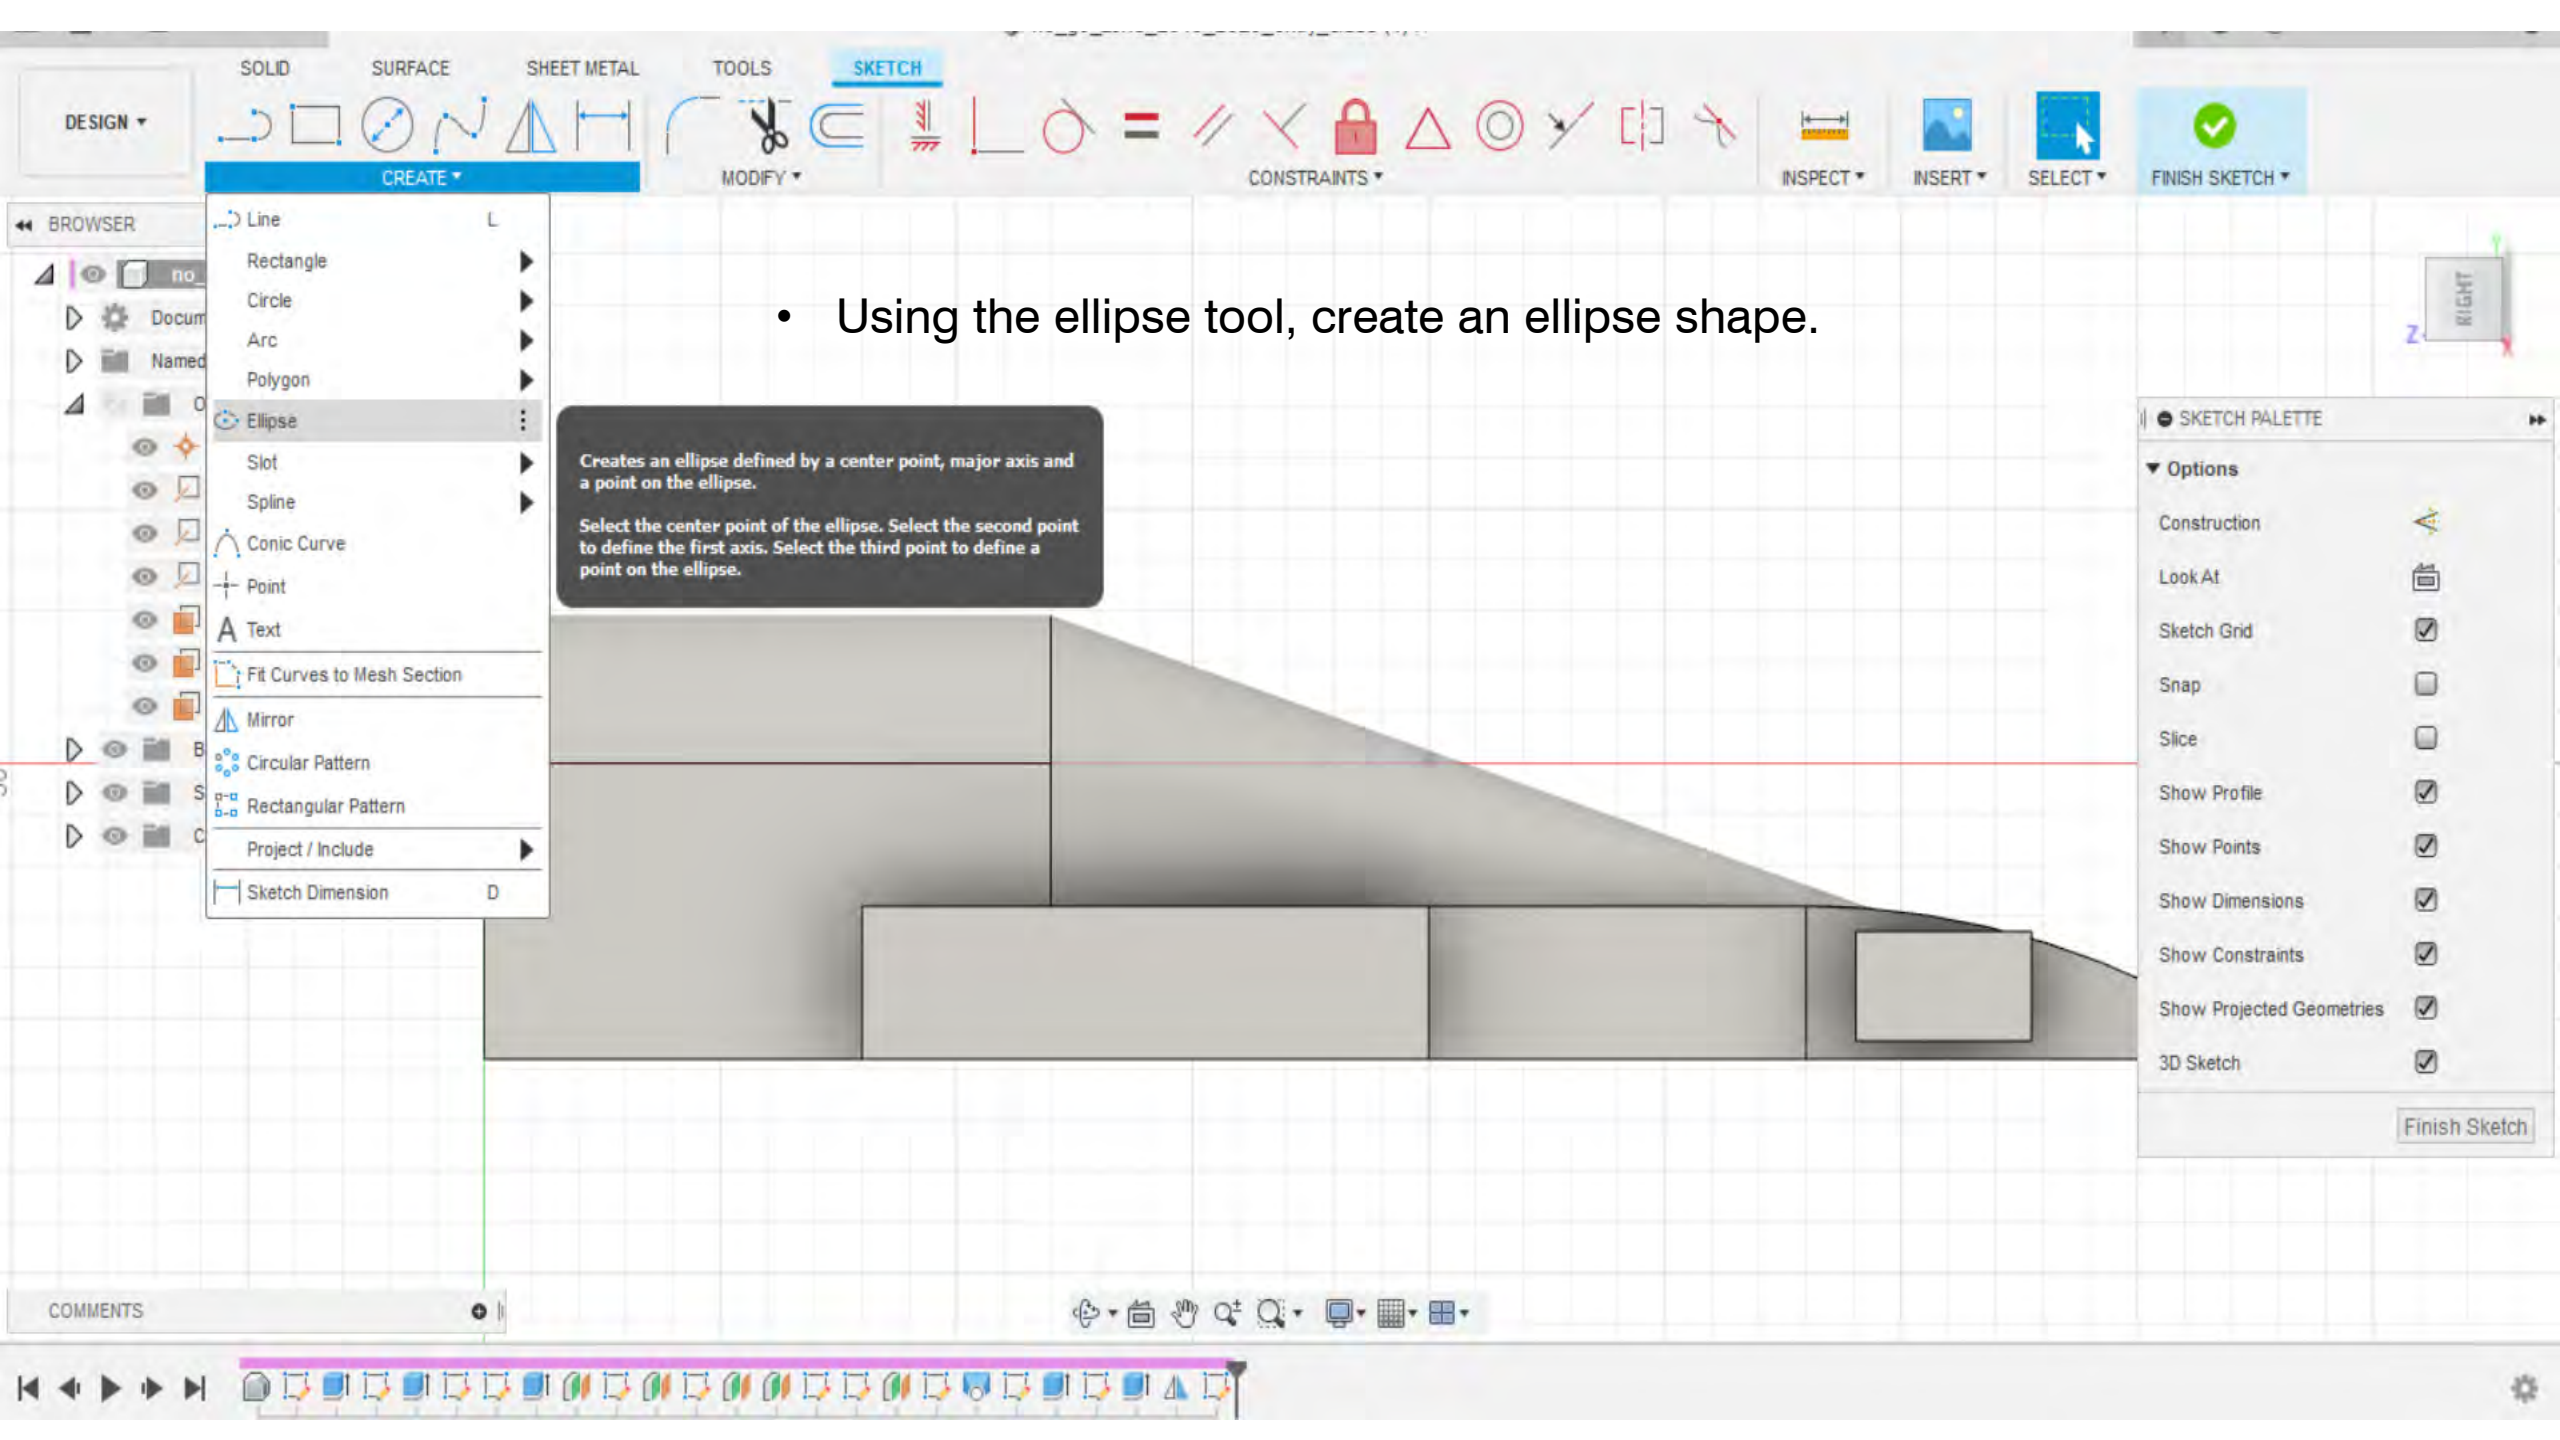 SOLID SURFACE SHEET METAL TOOLS SKETCH
DESIGN
CREATE MODIFY CONSTRAINTS INSPECT INSERT SELECT FINISH SKETCH
BROWSER
no_
Docum
Named
O
B
S
C
Line L
Rectangle
Circle
Arc
Polygon
Ellipse
Slot
Spline
Conic Curve
Point
Text
Fit Curves to Mesh Section
Mirror
Circular Pattern
Rectangular Pattern
Project / Include
Sketch Dimension D
• Using the ellipse tool, create an ellipse shape.
Creates an ellipse defined by a center point, major axis and
a point on the ellipse.
Select the center point of the ellipse. Select the second point
to define the first axis. Select the third point to define a
point on the ellipse.
Y
RIGHT
Z
X
SKETCH PALETTE
Options
Construction
Look At
Sketch Grid
Snap
Slice
Show Profile
Show Points
Show Dimensions
Show Constraints
Show Projected Geometries
3D Sketch
Finish Sketch
COMMENTS